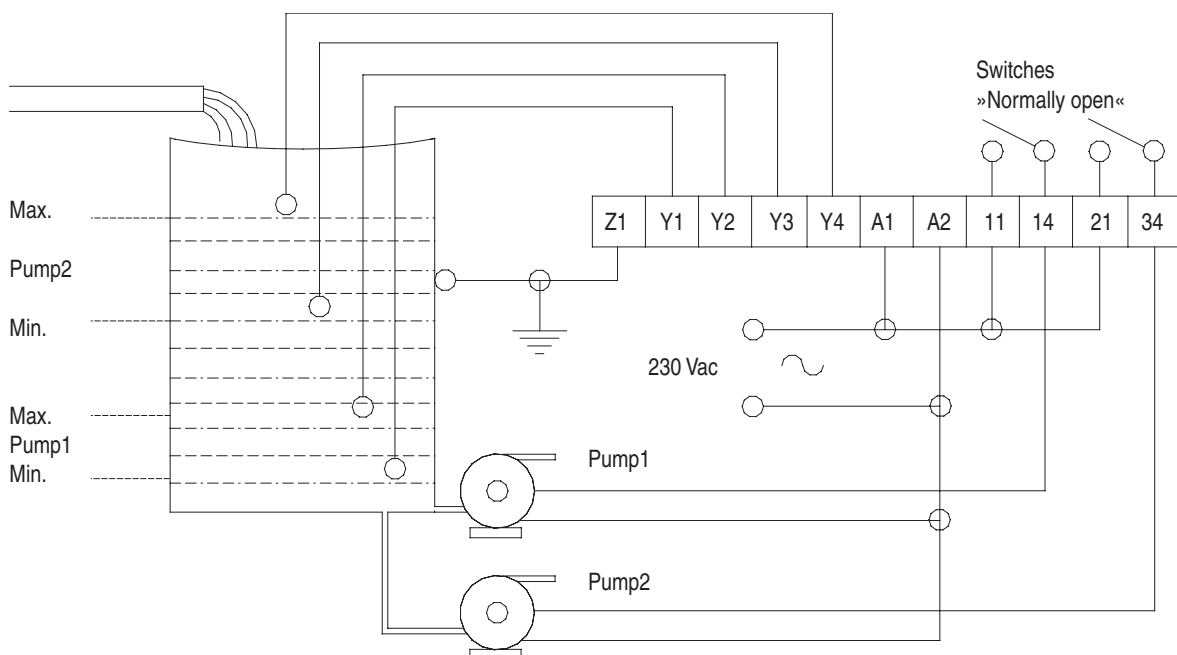 Switches
»Normally open«
Max.
Pump2
Min.
Max.
Pump1
Min.
Z1 Y1 Y2 Y3 Y4 A1 A2 11 14 21 34
230 Vac
Pump1
Pump2